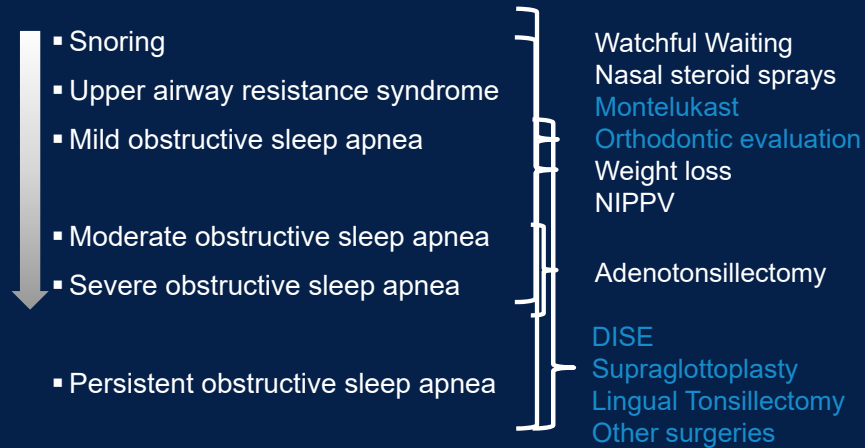 ▪ Snoring
▪ Upper airway resistance syndrome
▪ Mild obstructive sleep apnea
▪ Moderate obstructive sleep apnea
▪ Severe obstructive sleep apnea
▪ Persistent obstructive sleep apnea
Watchful Waiting
Nasal steroid sprays
Montelukast
Orthodontic evaluation
Weight loss
NIPPV
Adenotonsillectomy
DISE
Supraglottoplasty
Lingual Tonsillectomy
Other surgeries